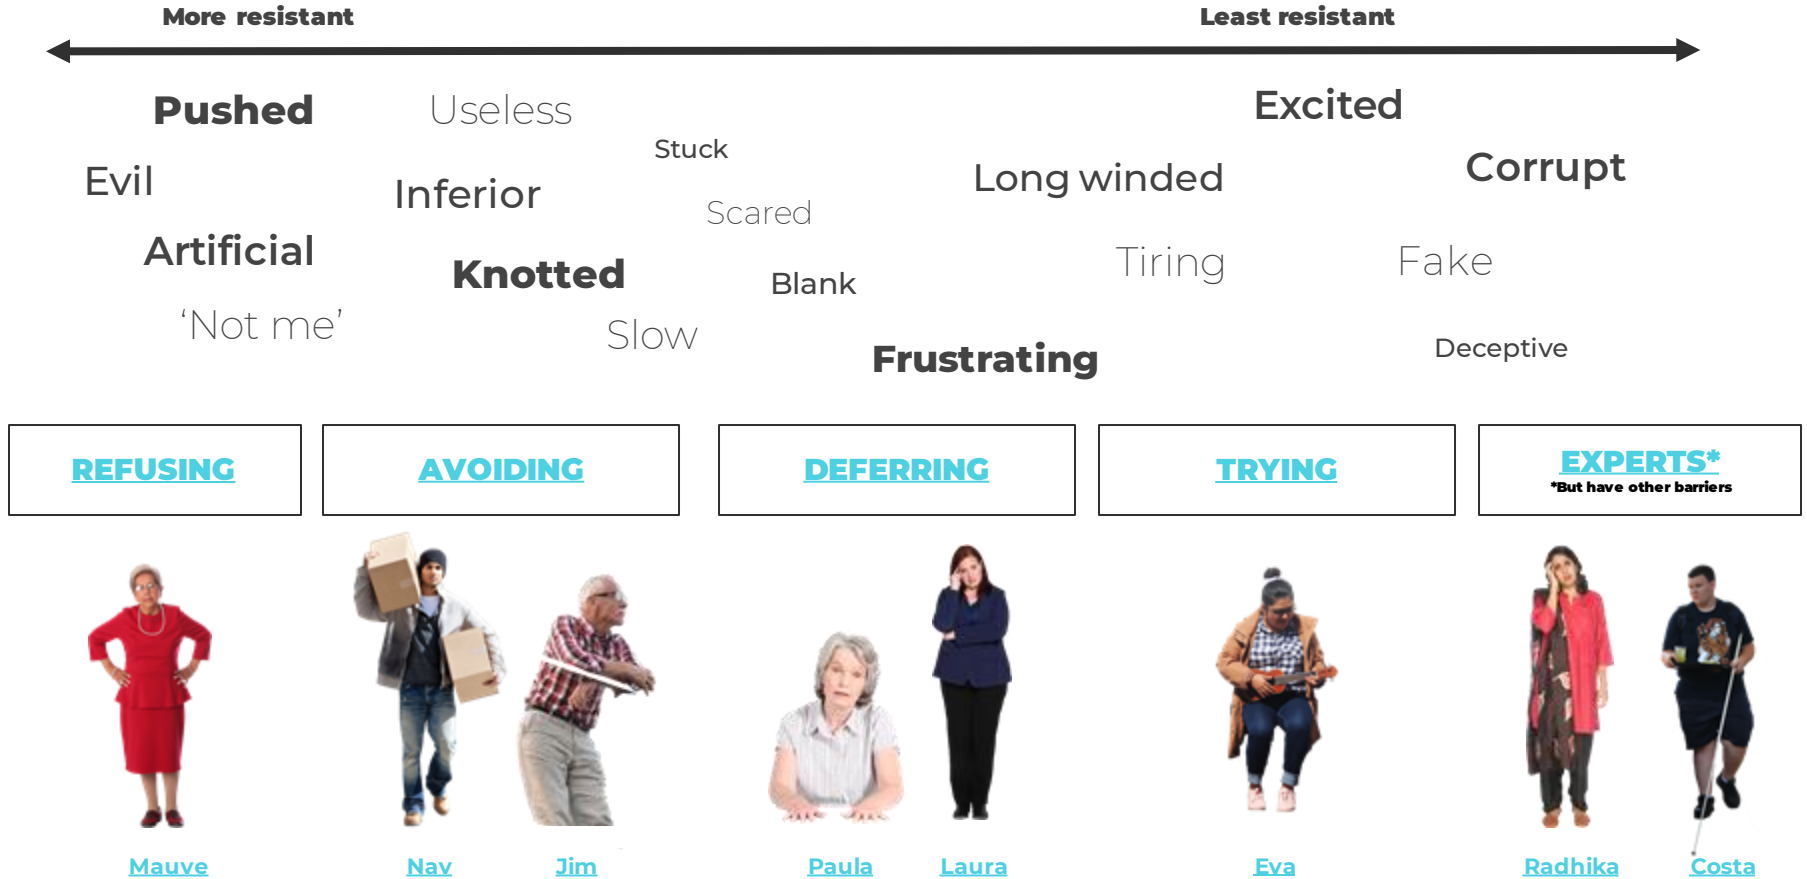 More resistant
Least resistant
Pushed
Useless
Excited
Stuck
Evil
Inferior
Long winded
Corrupt
Scared
Artificial
Knotted
Blank
Tiring
Fake
‘Not me’
Slow
Frustrating
Deceptive
REFUSING
AVOIDING
DEFERRING
TRYING
EXPERTS*
*But have other barriers
Mauve
Nav
Jim
Paula
Laura
Eva
Radhika
Costa